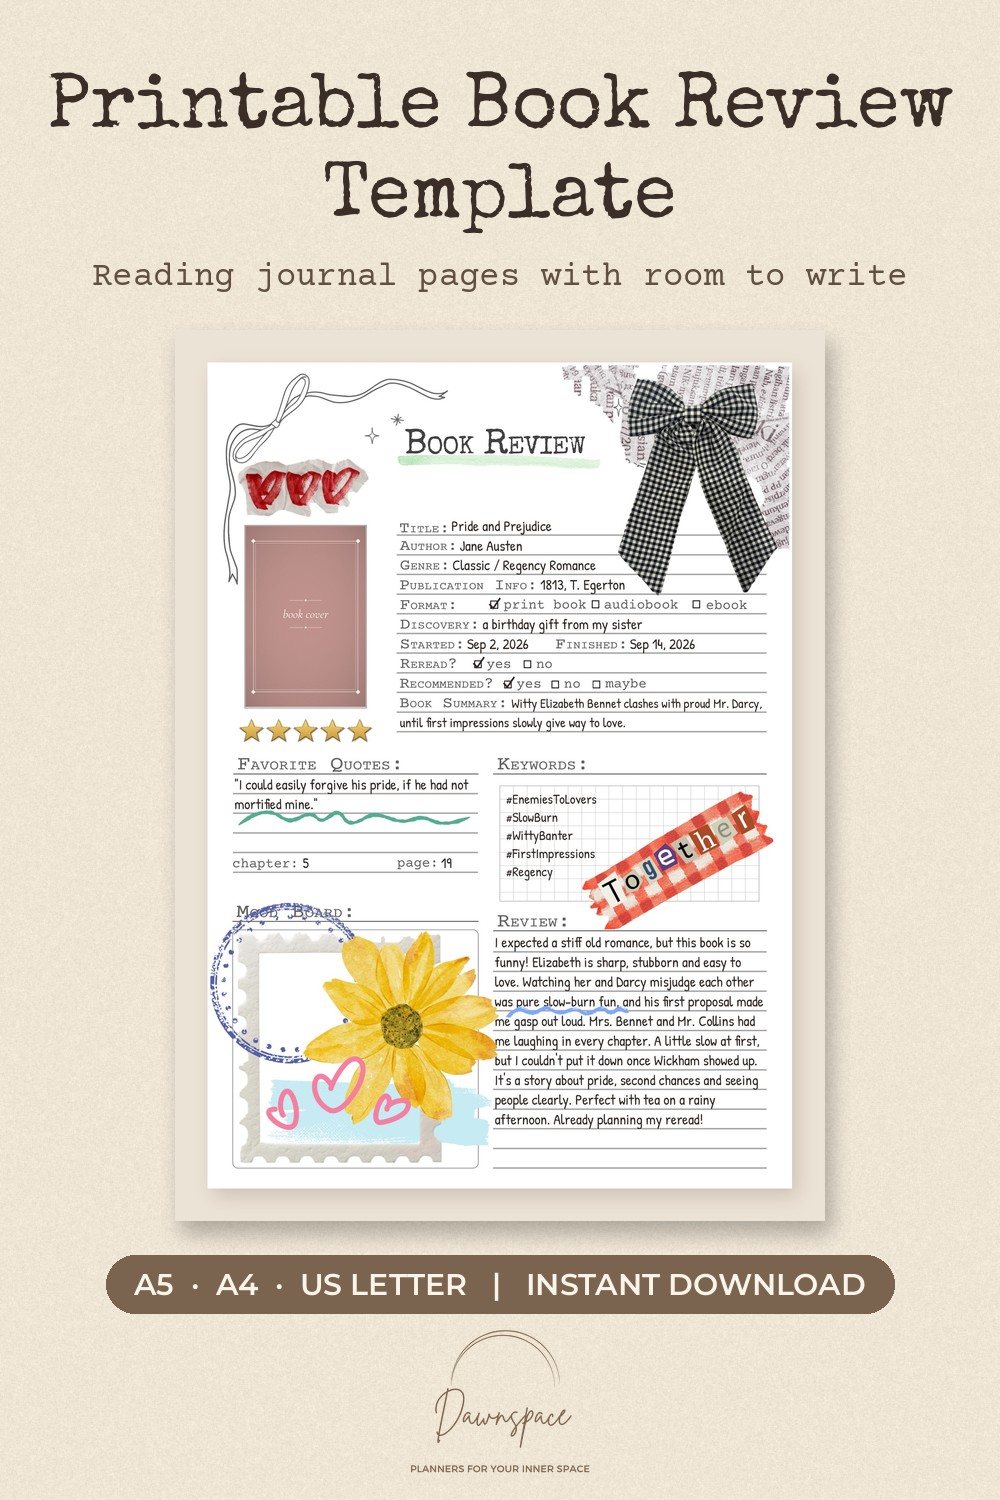 Printable Book Review
Template
Reading journal pages with room to write
Book Review
book cover
Title: Pride and Prejudice
Author: Jane Austen
Genre: Classic / Regency Romance
Publication Info: 1813, T. Egerton
Format: print book audiobook ebook
Discovery: a birthday gift from my sister
Started: Sep 2, 2026 Finished: Sep 14, 2026
Reread? yes no
Recommended? yes no maybe
Book Summary: Witty Elizabeth Bennet clashes with proud Mr. Darcy,
until first impressions slowly give way to love.
Favorite Quotes:
"I could easily forgive his pride, if he had not
mortified mine."
chapter: 5 page: 19
Mood Board:
Keywords:
#EnemiesToLovers
#SlowBurn
#WittyBanter
#FirstImpressions
#Regency
Together
Review:
I expected a stiff old romance, but this book is so
funny! Elizabeth is sharp, stubborn and easy to
love. Watching her and Darcy misjudge each other
was pure slow-burn fun, and his first proposal made
me gasp out loud. Mrs. Bennet and Mr. Collins had
me laughing in every chapter. A little slow at first,
but I couldn't put it down once Wickham showed up.
It's a story about pride, second chances and seeing
people clearly. Perfect with tea on a rainy
afternoon. Already planning my reread!
A5 · A4 · US LETTER | INSTANT DOWNLOAD
Dawnspace
PLANNERS FOR YOUR INNER SPACE